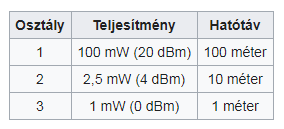 Osztály Teljesítmény Hatótáv
1 100 mW (20 dBm) 100 méter
2 2,5 mW (4 dBm) 10 méter
3 1 mW (0 dBm) 1 méter